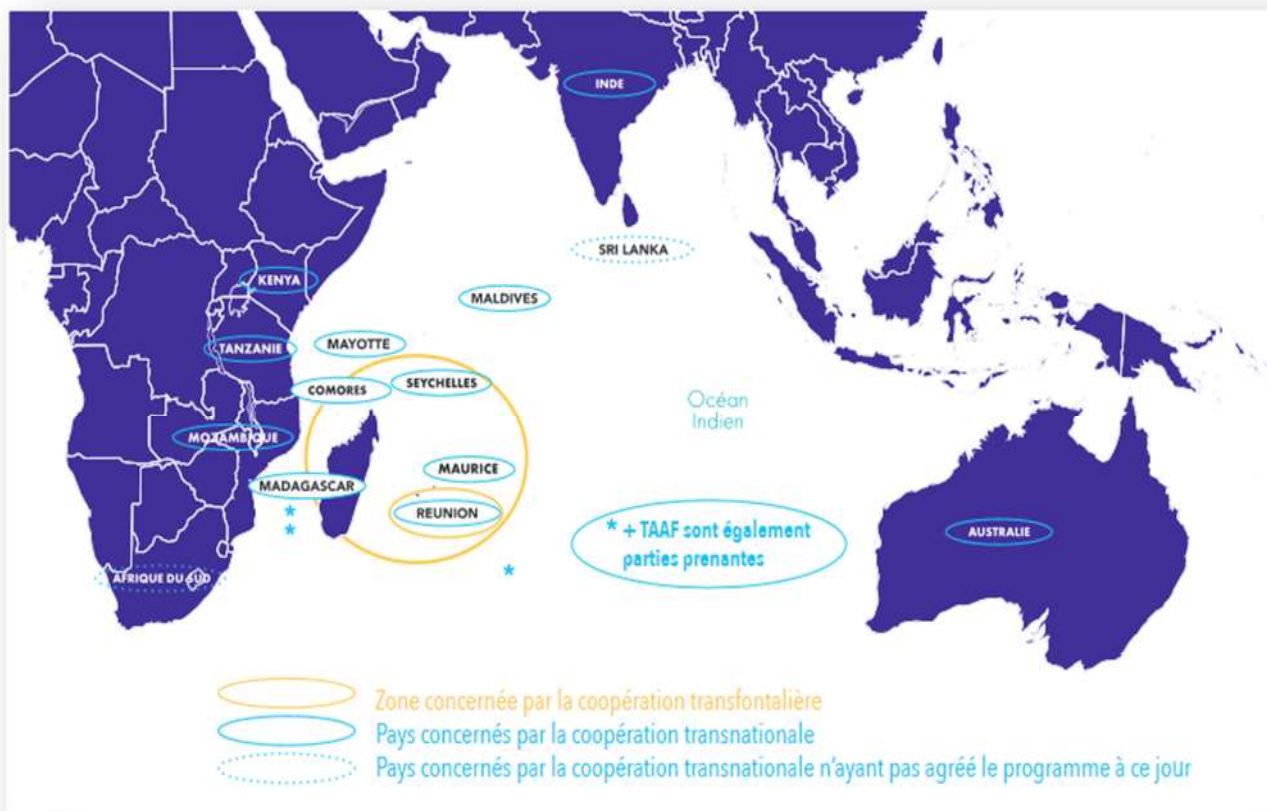 INDE
SRI LANKA
KENYA
MALDIVES
TANZANIE
MAYOTTE
COMORES
SEYCHELLES
Océan
Indien
MOZAMBIQUE
MAURICE
MADAGASCAR
*
*
REUNION
* + TAAF sont également
parties prenantes
AUSTRALIE
*
AFRIQUE DU SUD
Zone concernée par la coopération transfontalière
Pays concernés par la coopération transnationale
Pays concernés par la coopération transnationale n'ayant pas agréé le programme à ce jour